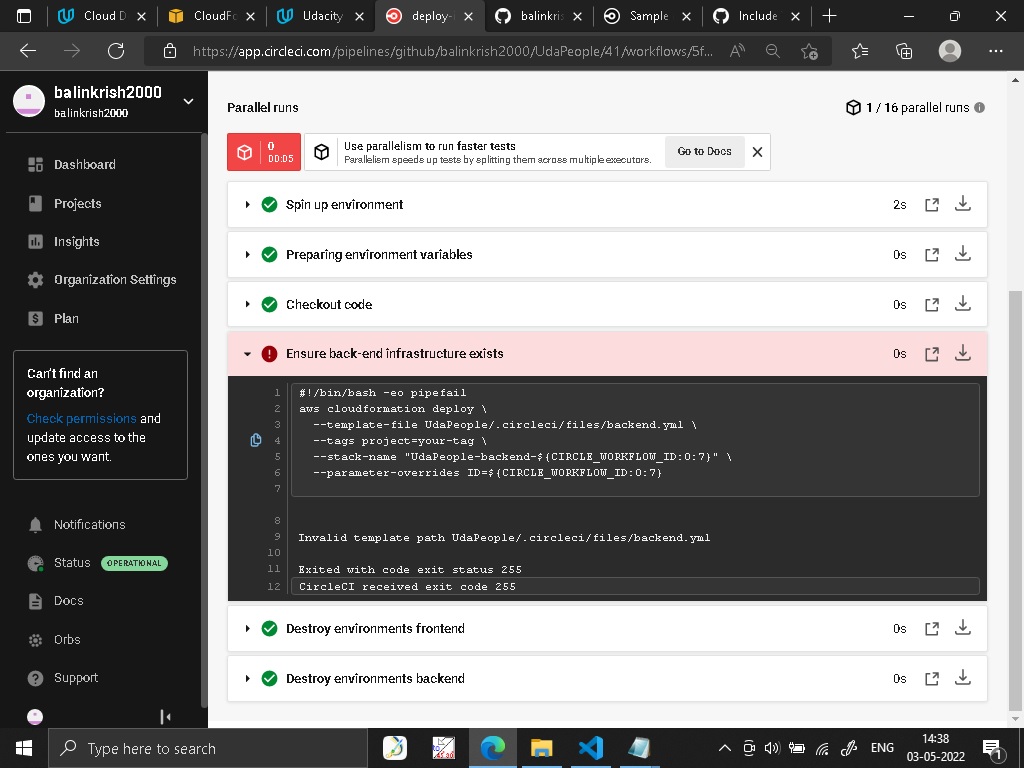 Cloud D
CloudFo
Udacity
deploy-
balinkris
Sample
Include
https://app.circleci.com/pipelines/github/balinkrish2000/UdaPeople/41/workflows/5f...
balinkrish2000
balinkrish2000
Dashboard
Projects
Insights
Organization Settings
Plan
Can't find an
organization?
Check permissions and
update access to the
ones you want.
Notifications
Status OPERATIONAL
Docs
Orbs
Support
Parallel runs
1 / 16 parallel runs
0
00:05
Use parallelism to run faster tests
Parallelism speeds up tests by splitting them across multiple executors.
Go to Docs
Spin up environment 2s
Preparing environment variables 0s
Checkout code 0s
Ensure back-end infrastructure exists 0s
1 #!/bin/bash -eo pipefail
2 aws cloudformation deploy \
3 --template-file UdaPeople/.circleci/files/backend.yml \
4 --tags project=your-tag \
5 --stack-name "UdaPeople-backend-${CIRCLE_WORKFLOW_ID:0:7}" \
6 --parameter-overrides ID=${CIRCLE_WORKFLOW_ID:0:7}
7
8
9 Invalid template path UdaPeople/.circleci/files/backend.yml
10
11 Exited with code exit status 255
12 CircleCI received exit code 255
Destroy environments frontend 0s
Destroy environments backend 0s
Type here to search
ENG
14:38
03-05-2022
1